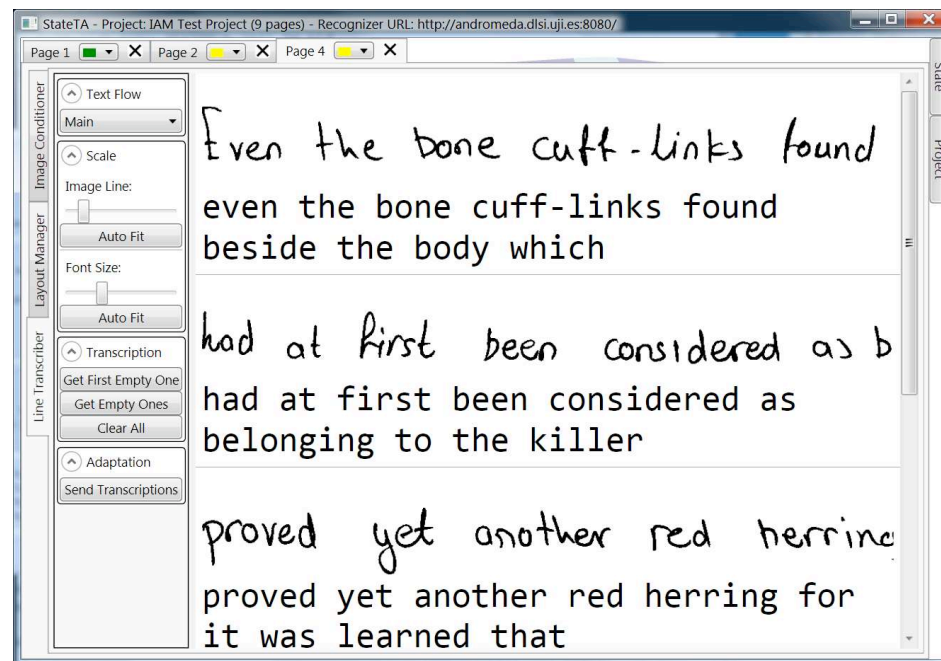 StateTA - Project: IAM Test Project (9 pages) - Recognizer URL: http://andromeda.dlsi.uji.es:8080/
Page 1 Page 2 Page 4
Image Conditioner
Layout Manager
Line Transcriber
Text Flow
Main
Scale
Image Line:
Auto Fit
Font Size:
Auto Fit
Transcription
Get First Empty One
Get Empty Ones
Clear All
Adaptation
Send Transcriptions
Even the bone cuff-links found
even the bone cuff-links found
beside the body which
had at first been considered as b
had at first been considered as
belonging to the killer
proved yet another red herring
proved yet another red herring for
it was learned that
State
Project